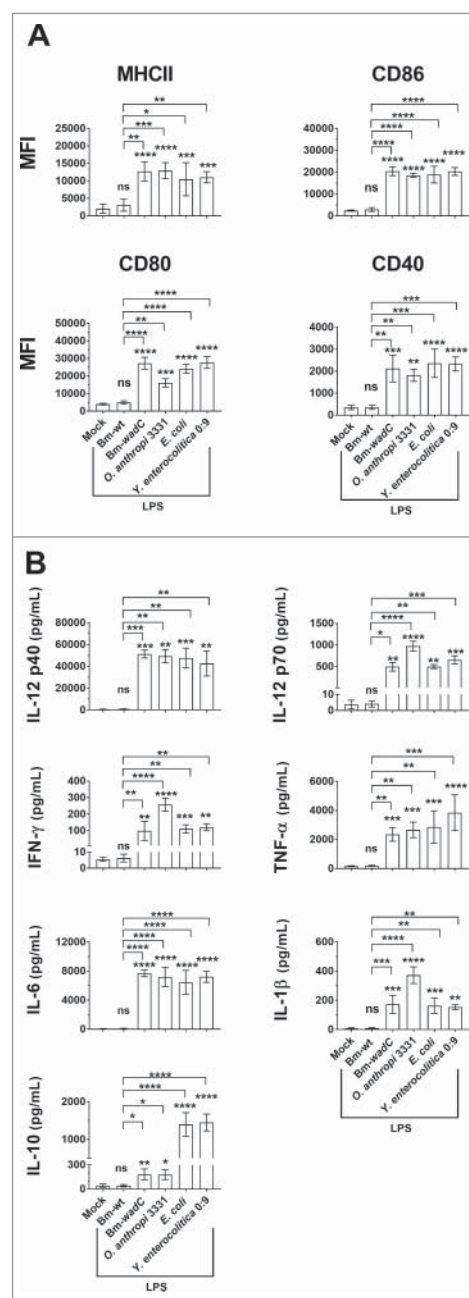 A
MHCII
CD86
MFI
25000
20000
15000
10000
5000
0
ns
**
***
*
**
****
****
***
***
40000
30000
20000
10000
0
ns
****
****
****
****
****
****
****
****
CD80
CD40
MFI
50000
40000
30000
20000
10000
0
ns
****
**
****
****
****
***
****
****
4000
3000
2000
1000
0
ns
**
**
***
***
***
**
****
****
Mock
Bm-wt
Bm-wadC
O. anthropi 3331
E. coli
Y. enterocolitica 0:9
LPS
Mock
Bm-wt
Bm-wadC
O. anthropi 3331
E. coli
Y. enterocolitica 0:9
LPS
B
IL-12 p40 (pg/mL)
80000
60000
40000
20000
0
ns
***
**
**
**
***
**
***
**
IL-12 p70 (pg/mL)
1500
1000
500
10
0
ns
*
****
**
***
**
****
**
***
IFN-γ (pg/mL)
400
300
200
100
10
0
ns
**
****
**
**
**
****
***
**
TNF-α (pg/mL)
6000
4000
2000
0
ns
**
**
**
***
***
***
***
****
IL-6 (pg/mL)
12000
8000
4000
0
ns
****
****
****
****
****
****
****
****
IL-1β (pg/mL)
600
400
200
0
ns
***
****
**
**
***
****
***
**
Mock
Bm-wt
Bm-wadC
O. anthropi 3331
E. coli
Y. enterocolitica 0:9
LPS
IL-10 (pg/mL)
2000
1000
300
0
ns
*
*
****
****
**
*
****
****
Mock
Bm-wt
Bm-wadC
O. anthropi 3331
E. coli
Y. enterocolitica 0:9
LPS